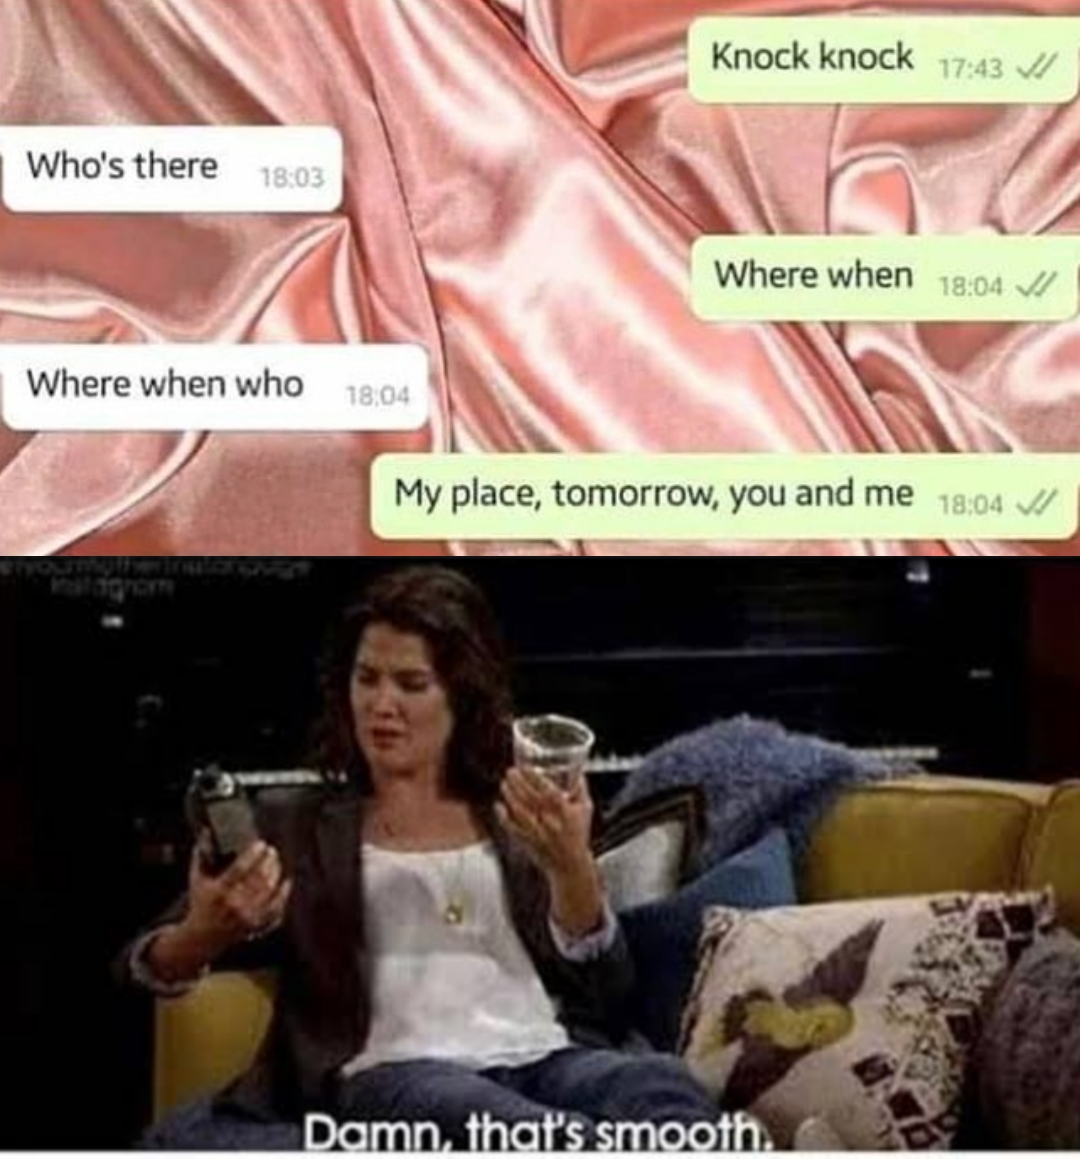 Knock knock 17:43
Who's there 18:03
Where when 18:04
Where when who 18:04
My place, tomorrow, you and me 18:04
Instagram
Damn, that's smooth.